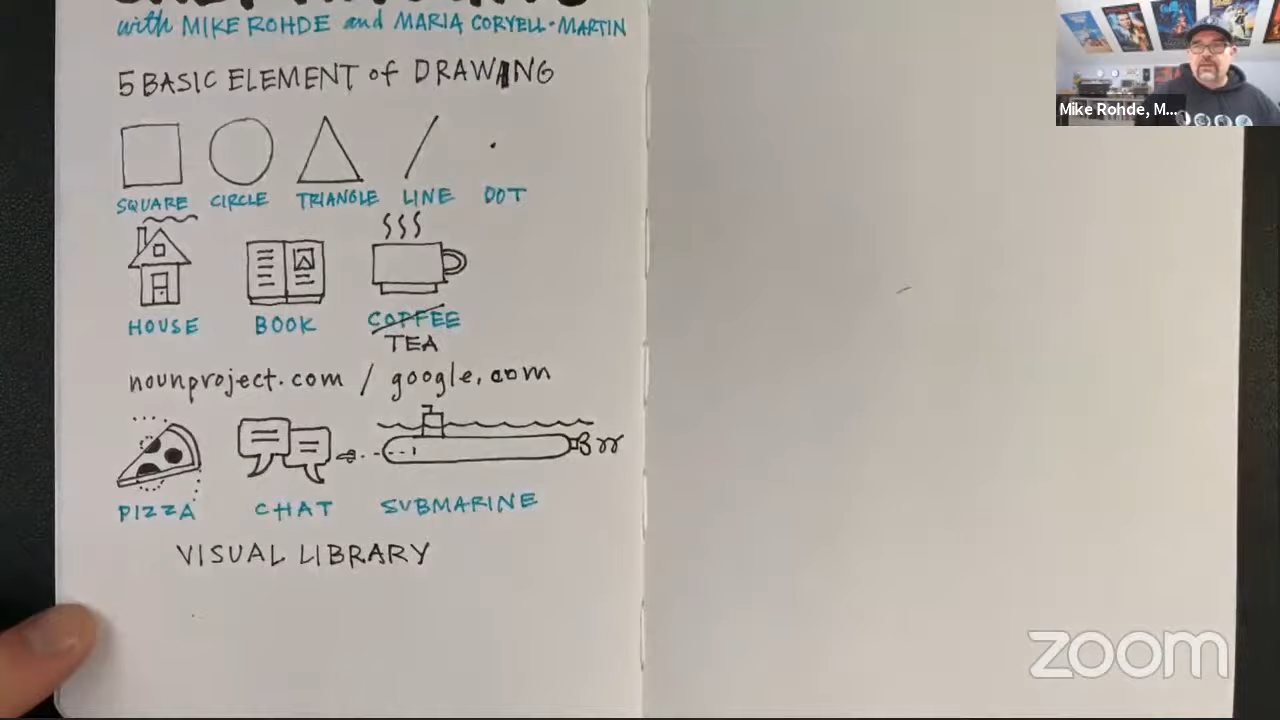 with MIKE ROHDE and MARIA CORYELL-MARTIN
5 BASIC ELEMENT of DRAWING
SQUARE CIRCLE TRIANGLE LINE DOT
HOUSE BOOK COFFEE
TEA
nounproject.com / google.com
PIZZA CHAT SUBMARINE
VISUAL LIBRARY
Mike Rohde, M...
zoom